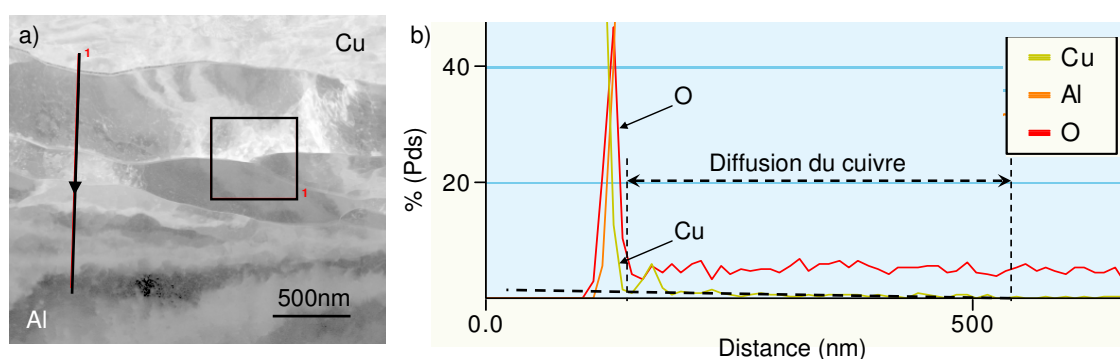 a)
1
Cu
1
Al
500nm
b)
% (Pds)
40
20
0.0
500
Distance (nm)
O
Diffusion du cuivre
Cu
Cu
Al
O